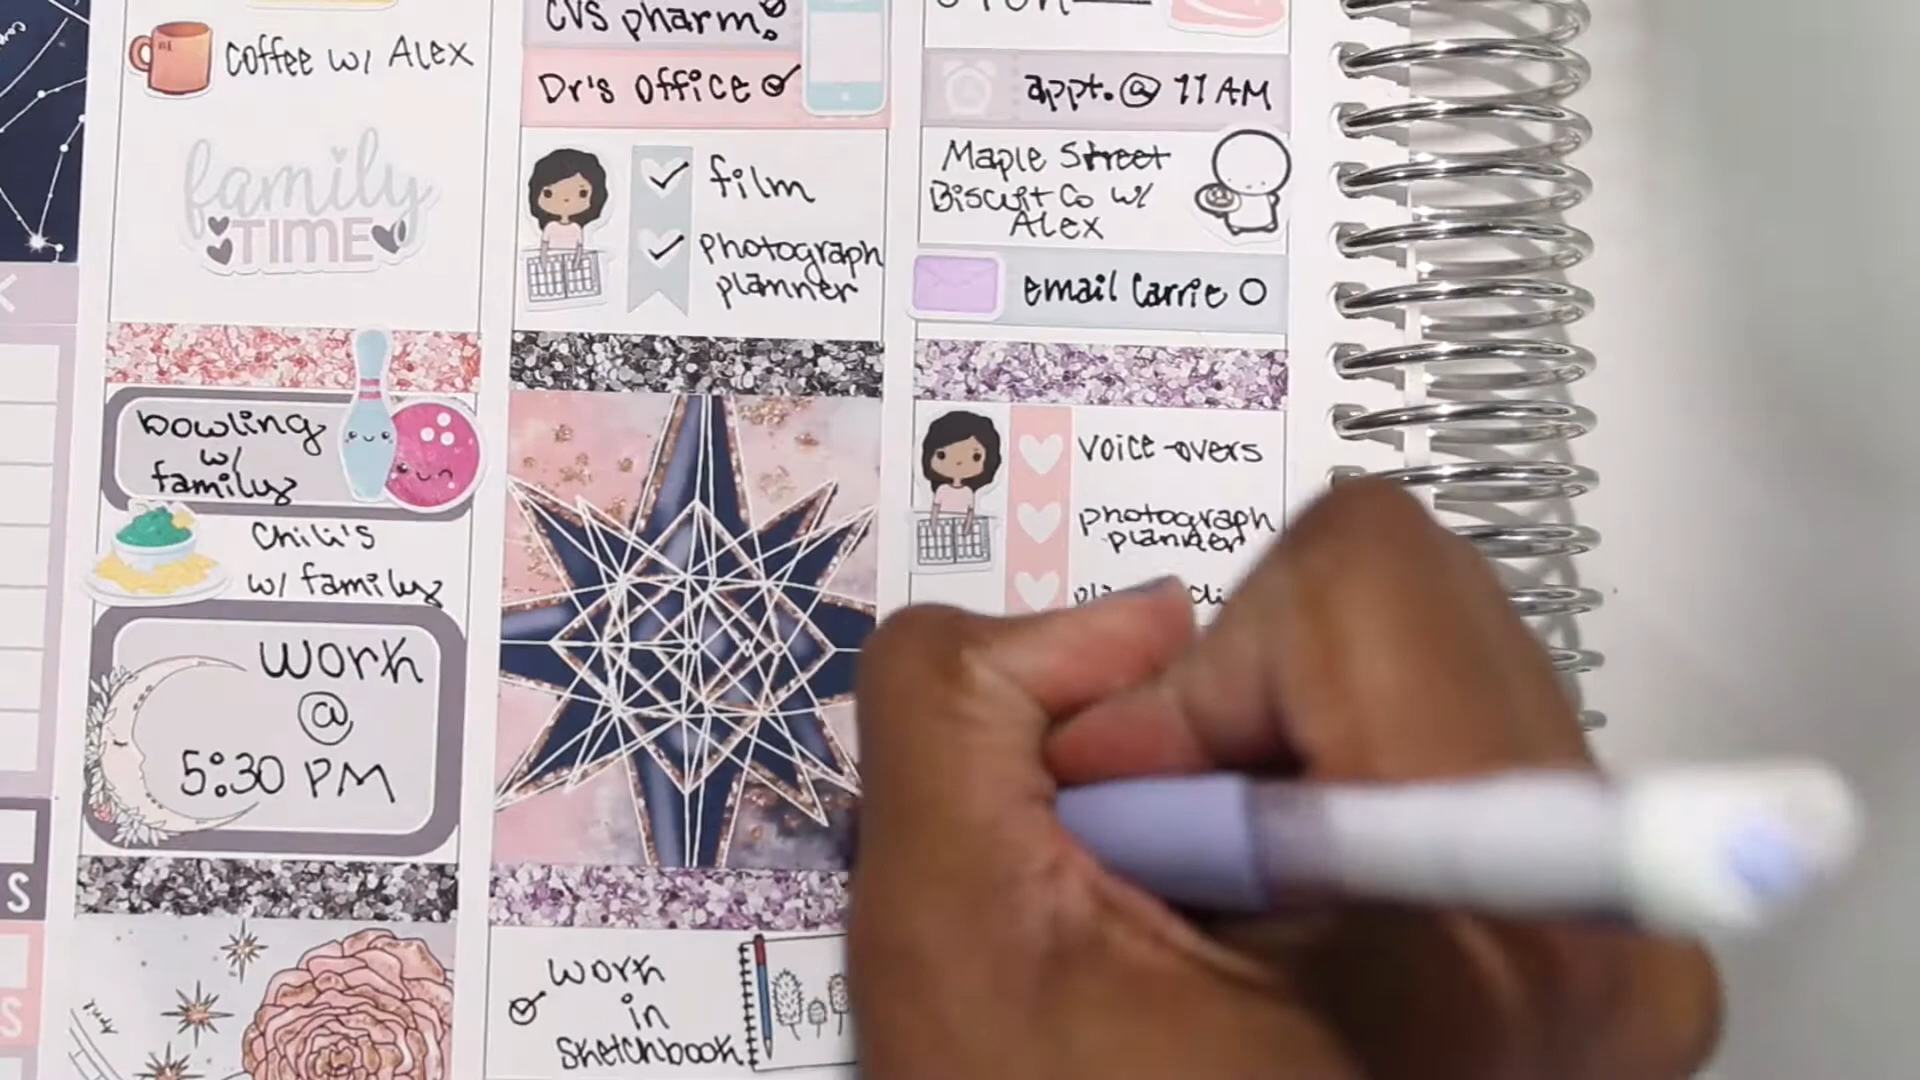 Coffee w/ Alex
family
TIME
bowling
w/
family
Chili's
w/ family
Work
@
5:30 PM
CVS pharm.
Dr's office
film
photograph
planner
work
in
sketchbook
appt. @ 11 AM
Maple Street
Biscuit Co w/
Alex
email Carrie
voice-overs
photograph
planner
S
S
K